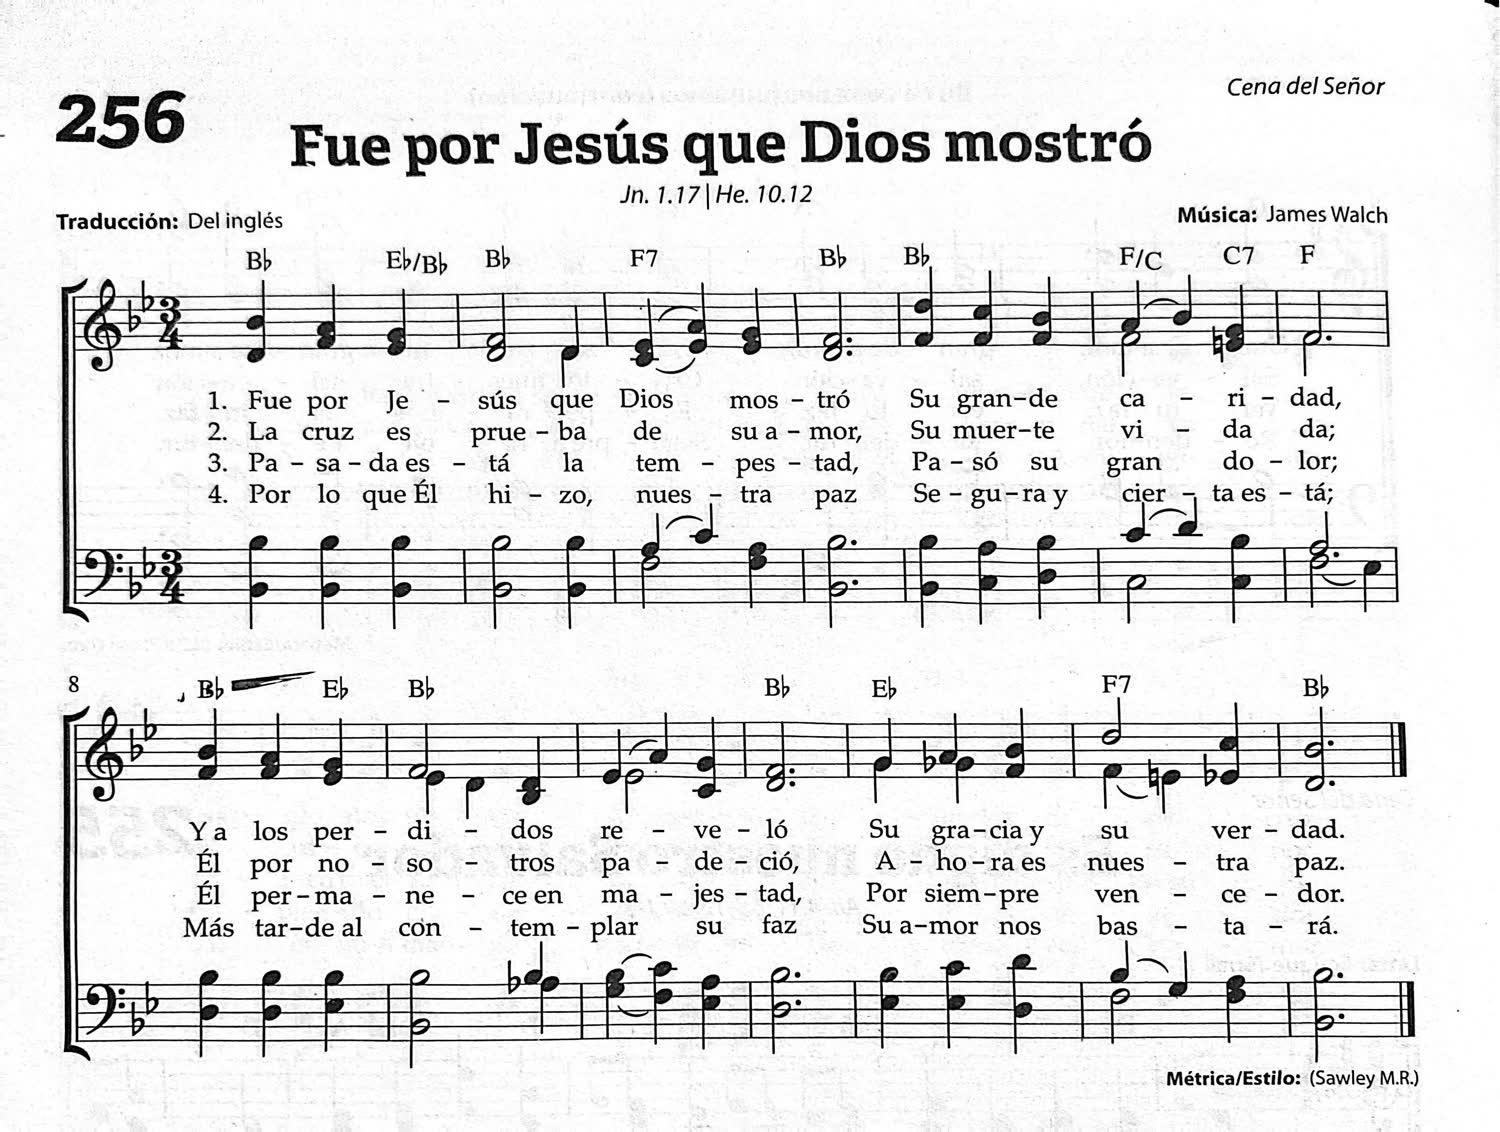 Cena del Señor
256
Fue por Jesús que Dios mostró
Jn. 1.17 | He. 10.12
Traducción: Del inglés
Música: James Walch
B♭ E♭/B♭ B♭ F7 B♭ B♭ F/C C7 F
3/4
1. Fue por Je – sús que Dios mos – tró Su gran–de ca – ri – dad,
2. La cruz es prue – ba de su a – mor, Su muer–te vi – da da;
3. Pa – sa – da es – tá la tem – pes – tad, Pa – só su gran do – lor;
4. Por lo que Él hi – zo, nues – tra paz Se – gu – ra y cier – ta es – tá;
3/4
8
B♭ E♭ B♭ B♭ E♭ F7 B♭
Y a los per – di – dos re – ve – ló Su gra–cia y su ver – dad.
Él por no – so – tros pa – de – ció, A – ho – ra es nues – tra paz.
Él per–ma – ne – ce en ma – jes – tad, Por siem–pre ven – ce – dor.
Más tar–de al con – tem – plar su faz Su a–mor nos bas – ta – rá.
Métrica/Estilo: (Sawley M.R.)